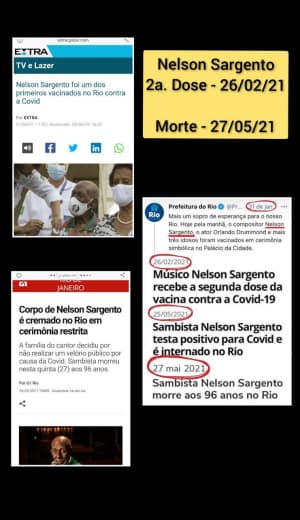 EXTRA
TV e Lazer
Nelson Sargento foi um dos
primeiros vacinados no Rio contra
a Covid
Por EXTRA
Nelson Sargento
2a. Dose - 26/02/21
Morte - 27/05/21
G1
JANEIRO
Corpo de Nelson Sargento
é cremado no Rio em
cerimônia restrita
A família do cantor decidiu por
não realizar um velório público por
causa da Covid. Sambista morreu
nesta quinta (27) aos 96 anos.
Por G1 Rio
Rio
Prefeitura do Rio @Pr...
31 de jan.
Mais um sopro de esperança para o nosso
Rio. Hoje pela manhã, o compositor Nelson
Sargento, o ator Orlando Drummond e mais
três idosos foram vacinados em cerimônia
simbólica no Palácio da Cidade.
26/02/2021
Músico Nelson Sargento
recebe a segunda dose da
vacina contra a Covid-19
25/05/2021
Sambista Nelson Sargento
testa positivo para Covid e
é internado no Rio
27 mai 2021
Sambista Nelson Sargento
morre aos 96 anos no Rio